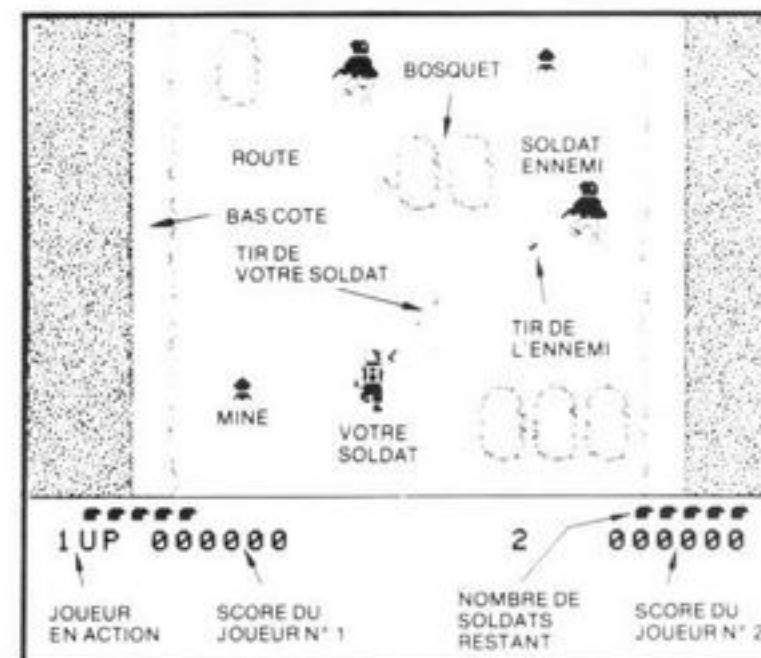 BOSQUET
ROUTE
SOLDAT
ENNEMI
BAS COTE
TIR DE
VOTRE SOLDAT
TIR DE
L'ENNEMI
MINE
VOTRE
SOLDAT
1UP 000000 2 000000
JOUEUR
EN ACTION
SCORE DU
JOUEUR N° 1
NOMBRE DE
SOLDATS
RESTANT
SCORE DU
JOUEUR N° 2